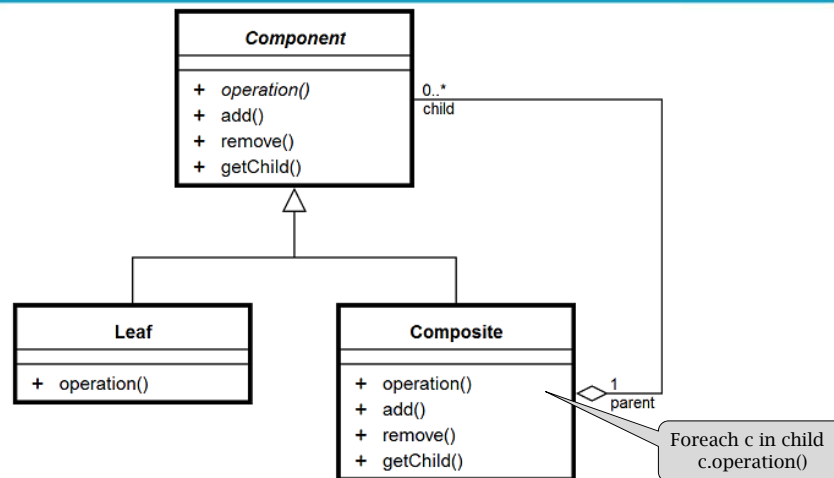 Component
+ operation()
+ add()
+ remove()
+ getChild()
0..*
child
Leaf
+ operation()
Composite
+ operation()
+ add()
+ remove()
+ getChild()
1
parent
Foreach c in child
c.operation()